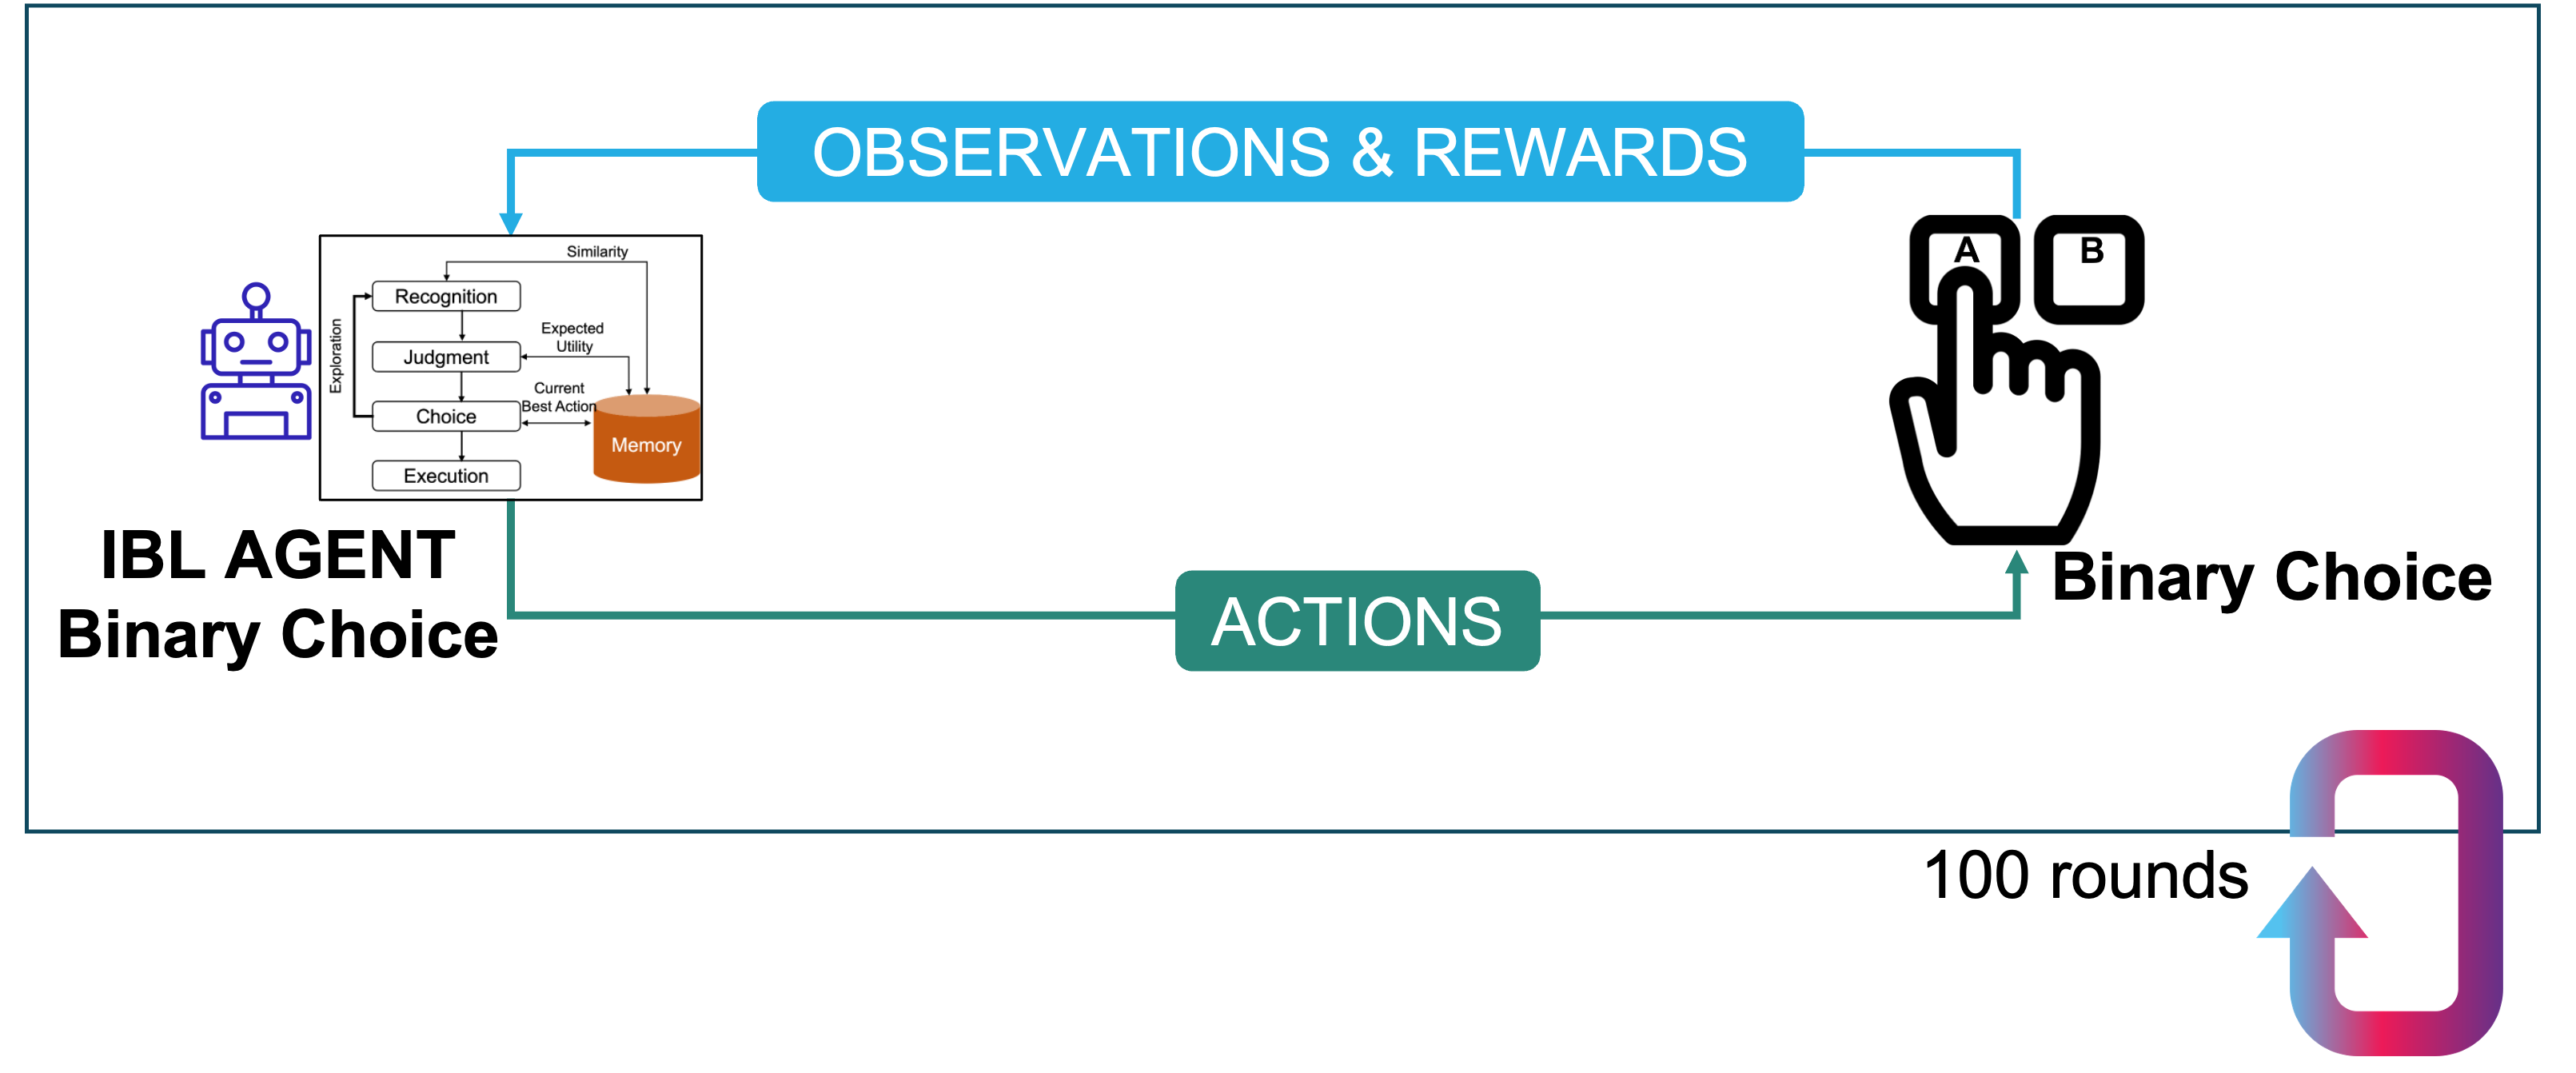 OBSERVATIONS & REWARDS
Similarity
Recognition
Exploration
Expected
Utility
Judgment
Current
Best Action
Choice
Memory
Execution
A
B
IBL AGENT
Binary Choice
ACTIONS
Binary Choice
100 rounds